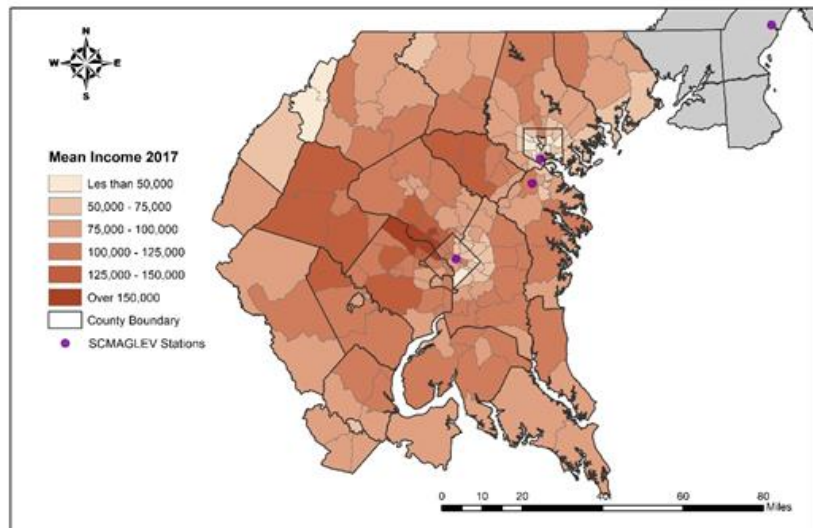 N
W E
S
Mean Income 2017
Les than 50,000
50,000 - 75,000
75,000 - 100,000
100,000 - 125,000
125,000 - 150,000
Over 150,000
County Boundary
SCMAGLEV Stations
0 5 10 20 40 60 80
Miles